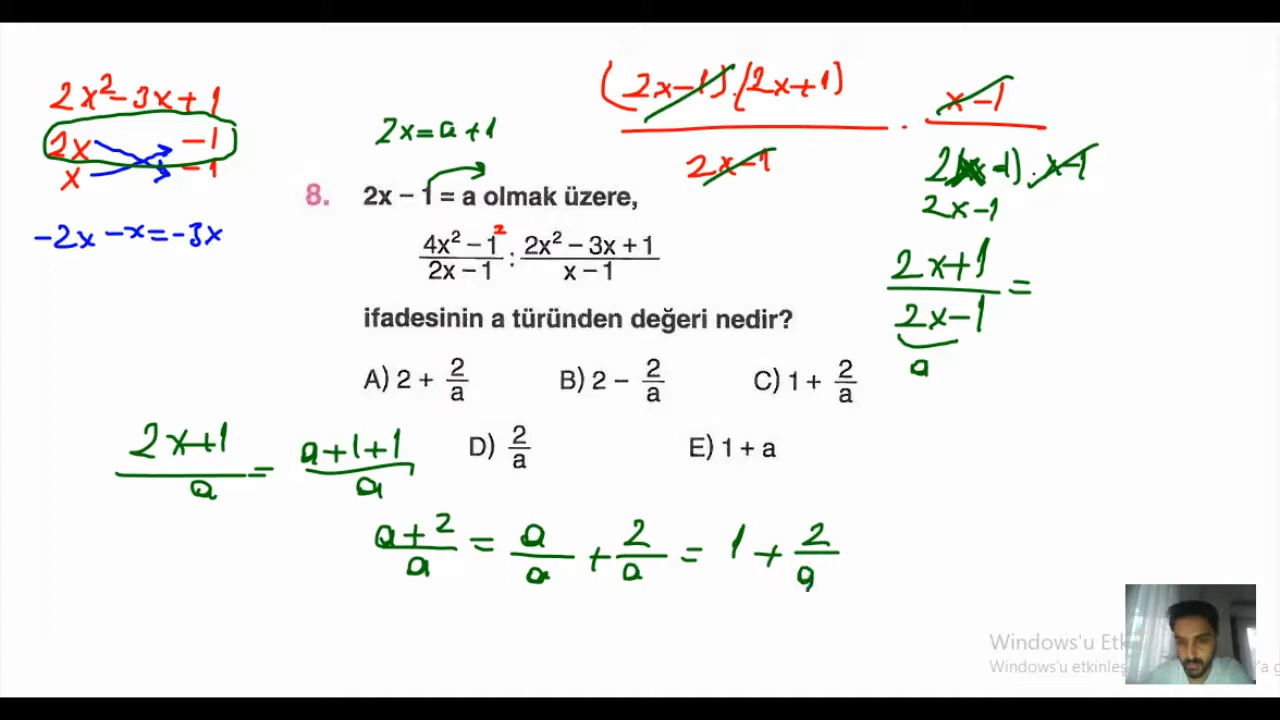 2x² - 3x + 1
2x -1
x -1
-2x - x = -3x
2x = a + 1
(2x-1).(2x+1) / 2x-1 . x-1 / 2(x-1). x-1
2x-1
2x+1 / 2x-1 =
a
8. 2x – 1 = a olmak üzere,
4x² – 1² / 2x – 1 : 2x² – 3x + 1 / x – 1
ifadesinin a türünden değeri nedir?
A) 2 + 2/a B) 2 – 2/a C) 1 + 2/a
D) 2/a E) 1 + a
2x+1 / a = a+1+1 / a
a+2 / a = a/a + 2/a = 1 + 2/a
Windows'u Etk
Windows'u etkinleş